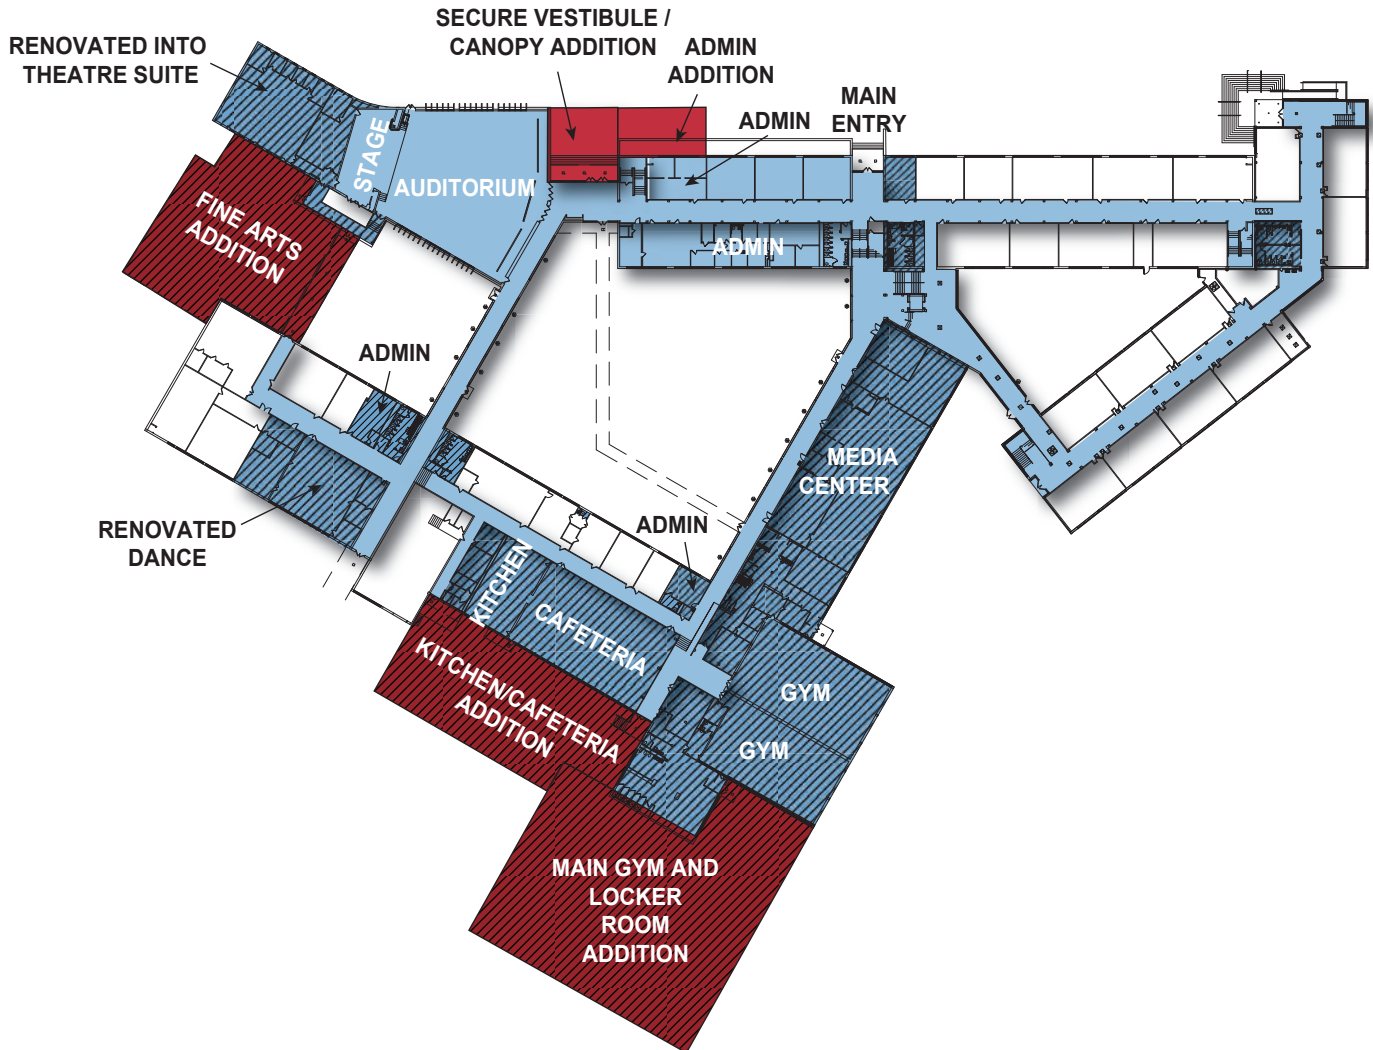 SECURE VESTIBULE /
CANOPY ADDITION
ADMIN
ADDITION
RENOVATED INTO
THEATRE SUITE
MAIN
ENTRY
ADMIN
STAGE
AUDITORIUM
FINE ARTS
ADDITION
ADMIN
ADMIN
MEDIA
CENTER
RENOVATED
DANCE
ADMIN
KITCHEN
CAFETERIA
KITCHEN/CAFETERIA
ADDITION
GYM
GYM
MAIN GYM AND
LOCKER
ROOM
ADDITION